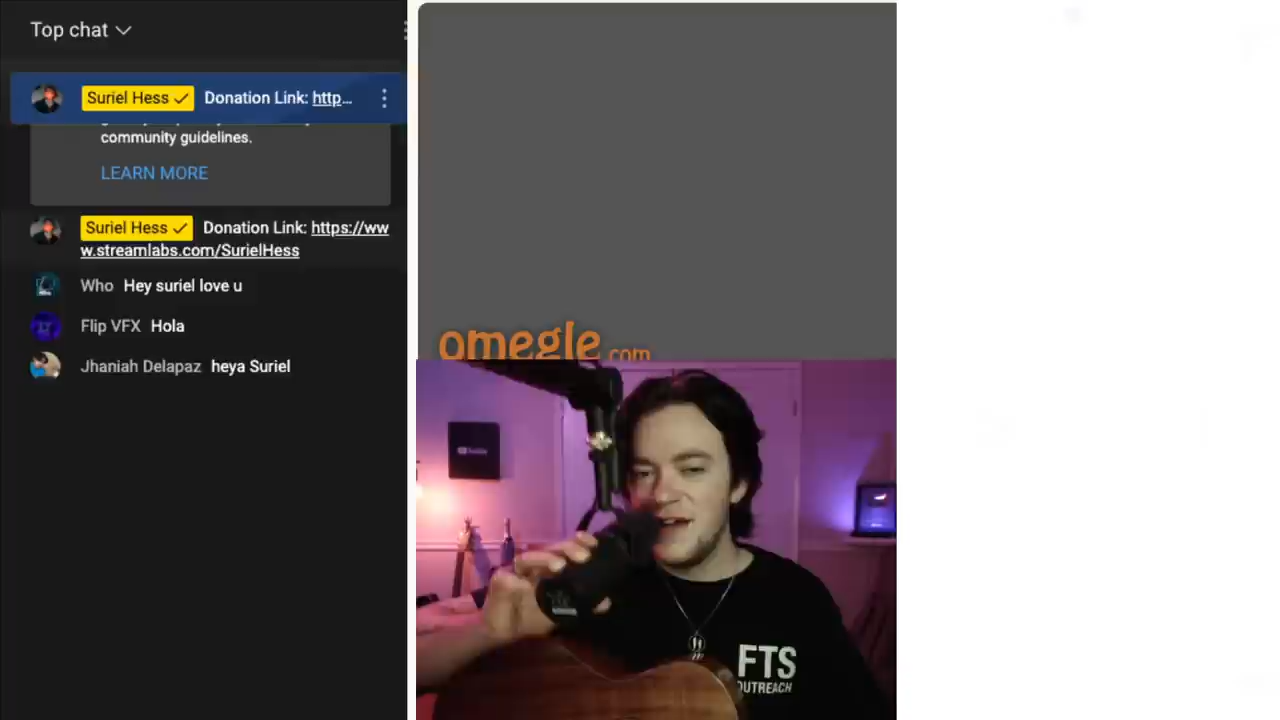 Top chat
Suriel Hess Donation Link: http...
community guidelines.
LEARN MORE
Suriel Hess Donation Link: https://ww
w.streamlabs.com/SurielHess
Who Hey suriel love u
Flip VFX Hola
Jhaniah Delapaz heya Suriel
omegle.com
FTS
OUTREACH